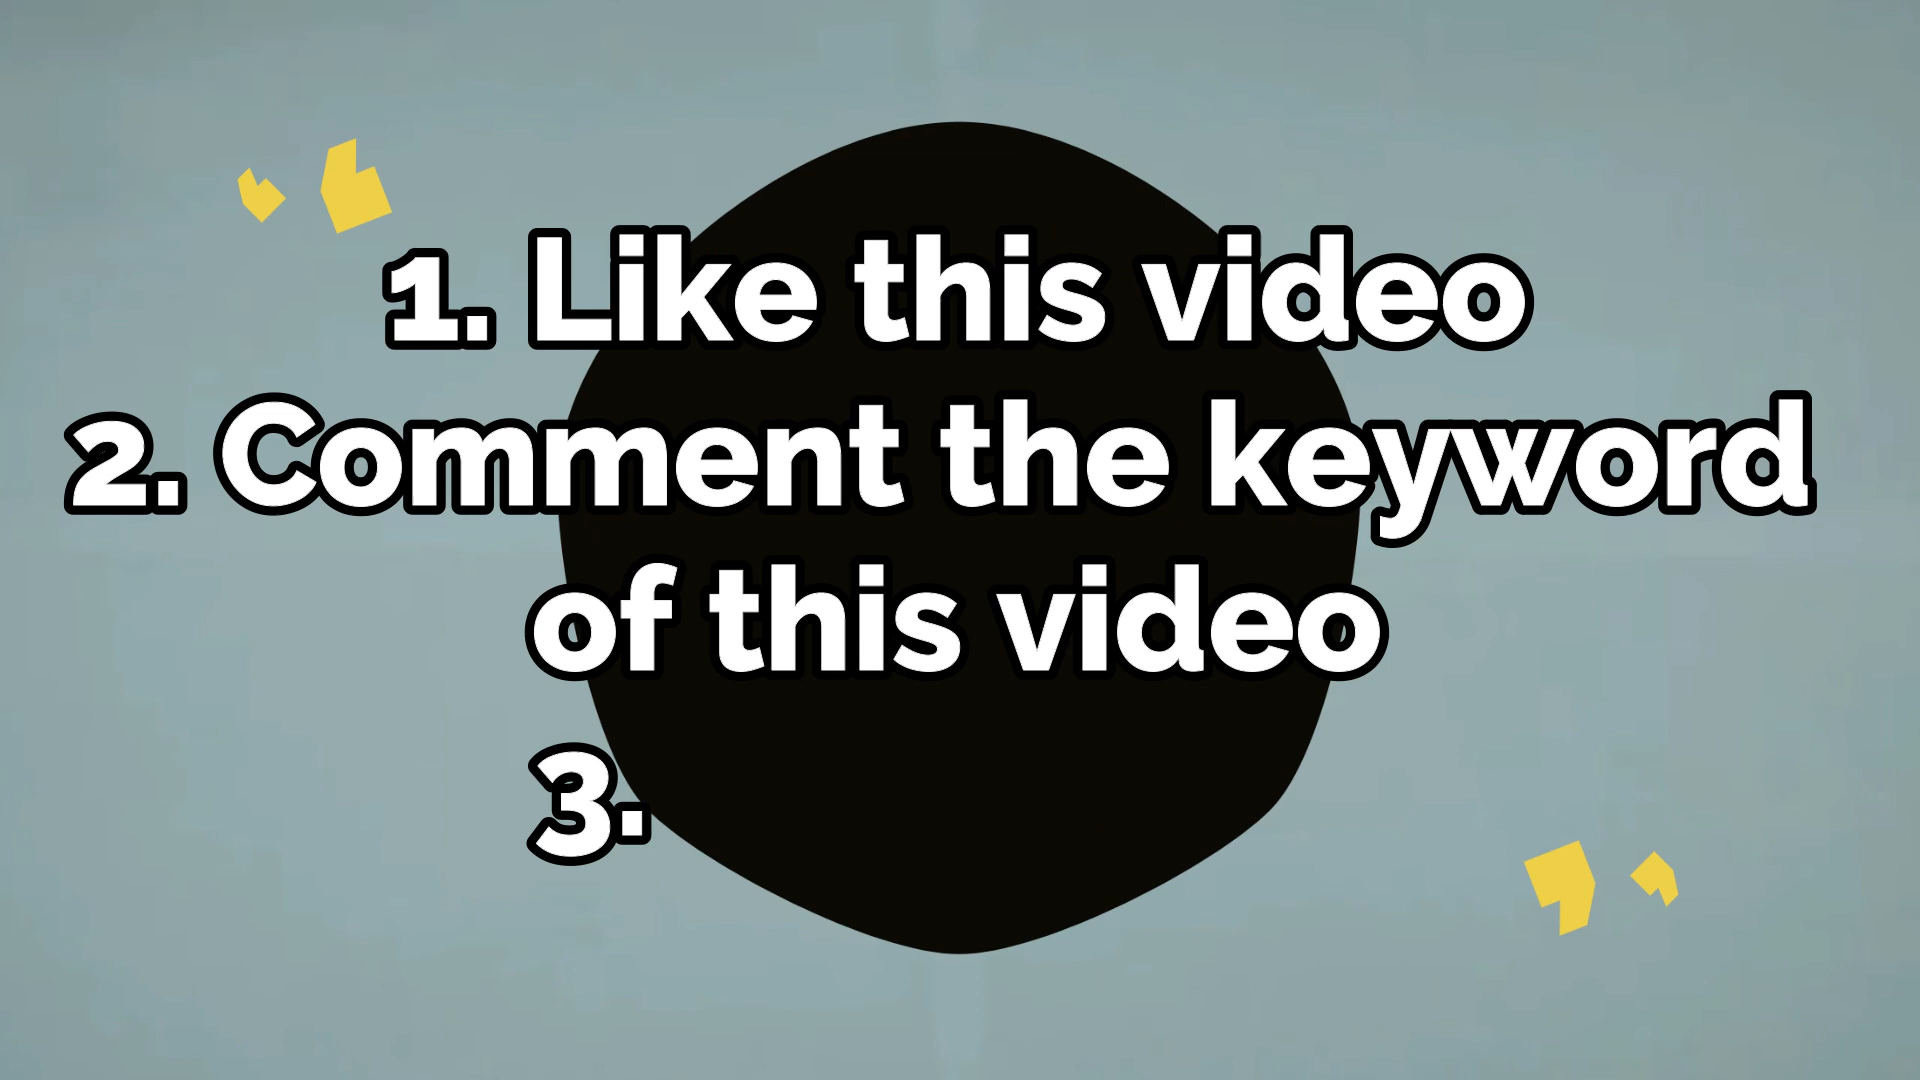 1. Like this video
2. Comment the keyword
of this video
3.